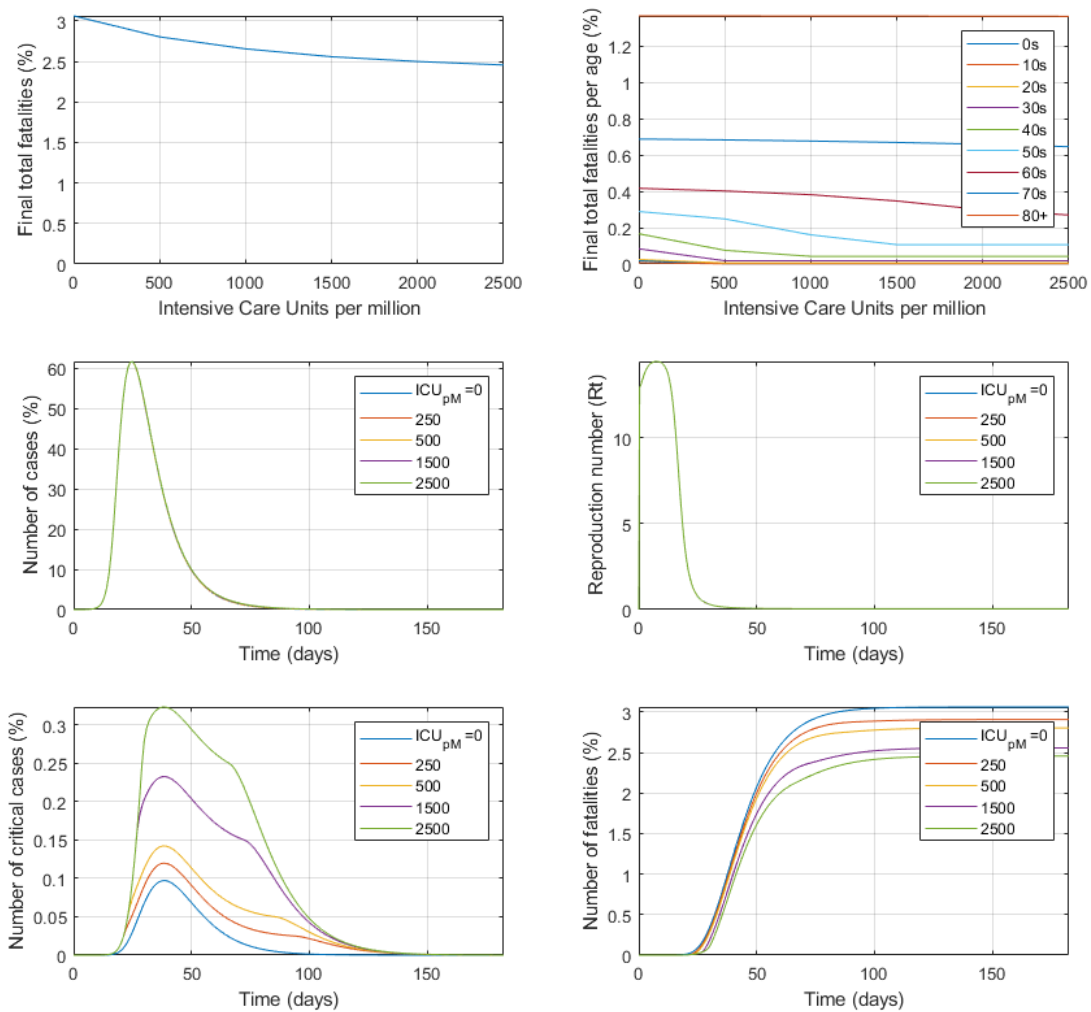 Final total fatalities (%)
3
2.5
2
1.5
1
0.5
0
0 500 1000 1500 2000 2500
Intensive Care Units per million
Final total fatalities per age (%)
1.2
1
0.8
0.6
0.4
0.2
0
0 500 1000 1500 2000 2500
Intensive Care Units per million
0s
10s
20s
30s
40s
50s
60s
70s
80+
Number of cases (%)
60
50
40
30
20
10
0
0 50 100 150
Time (days)
ICUpM =0
250
500
1500
2500
Reproduction number (Rt)
10
5
0
0 50 100 150
Time (days)
ICUpM =0
250
500
1500
2500
Number of critical cases (%)
0.3
0.25
0.2
0.15
0.1
0.05
0
0 50 100 150
Time (days)
ICUpM =0
250
500
1500
2500
Number of fatalities (%)
3
2.5
2
1.5
1
0.5
0
0 50 100 150
Time (days)
ICUpM =0
250
500
1500
2500